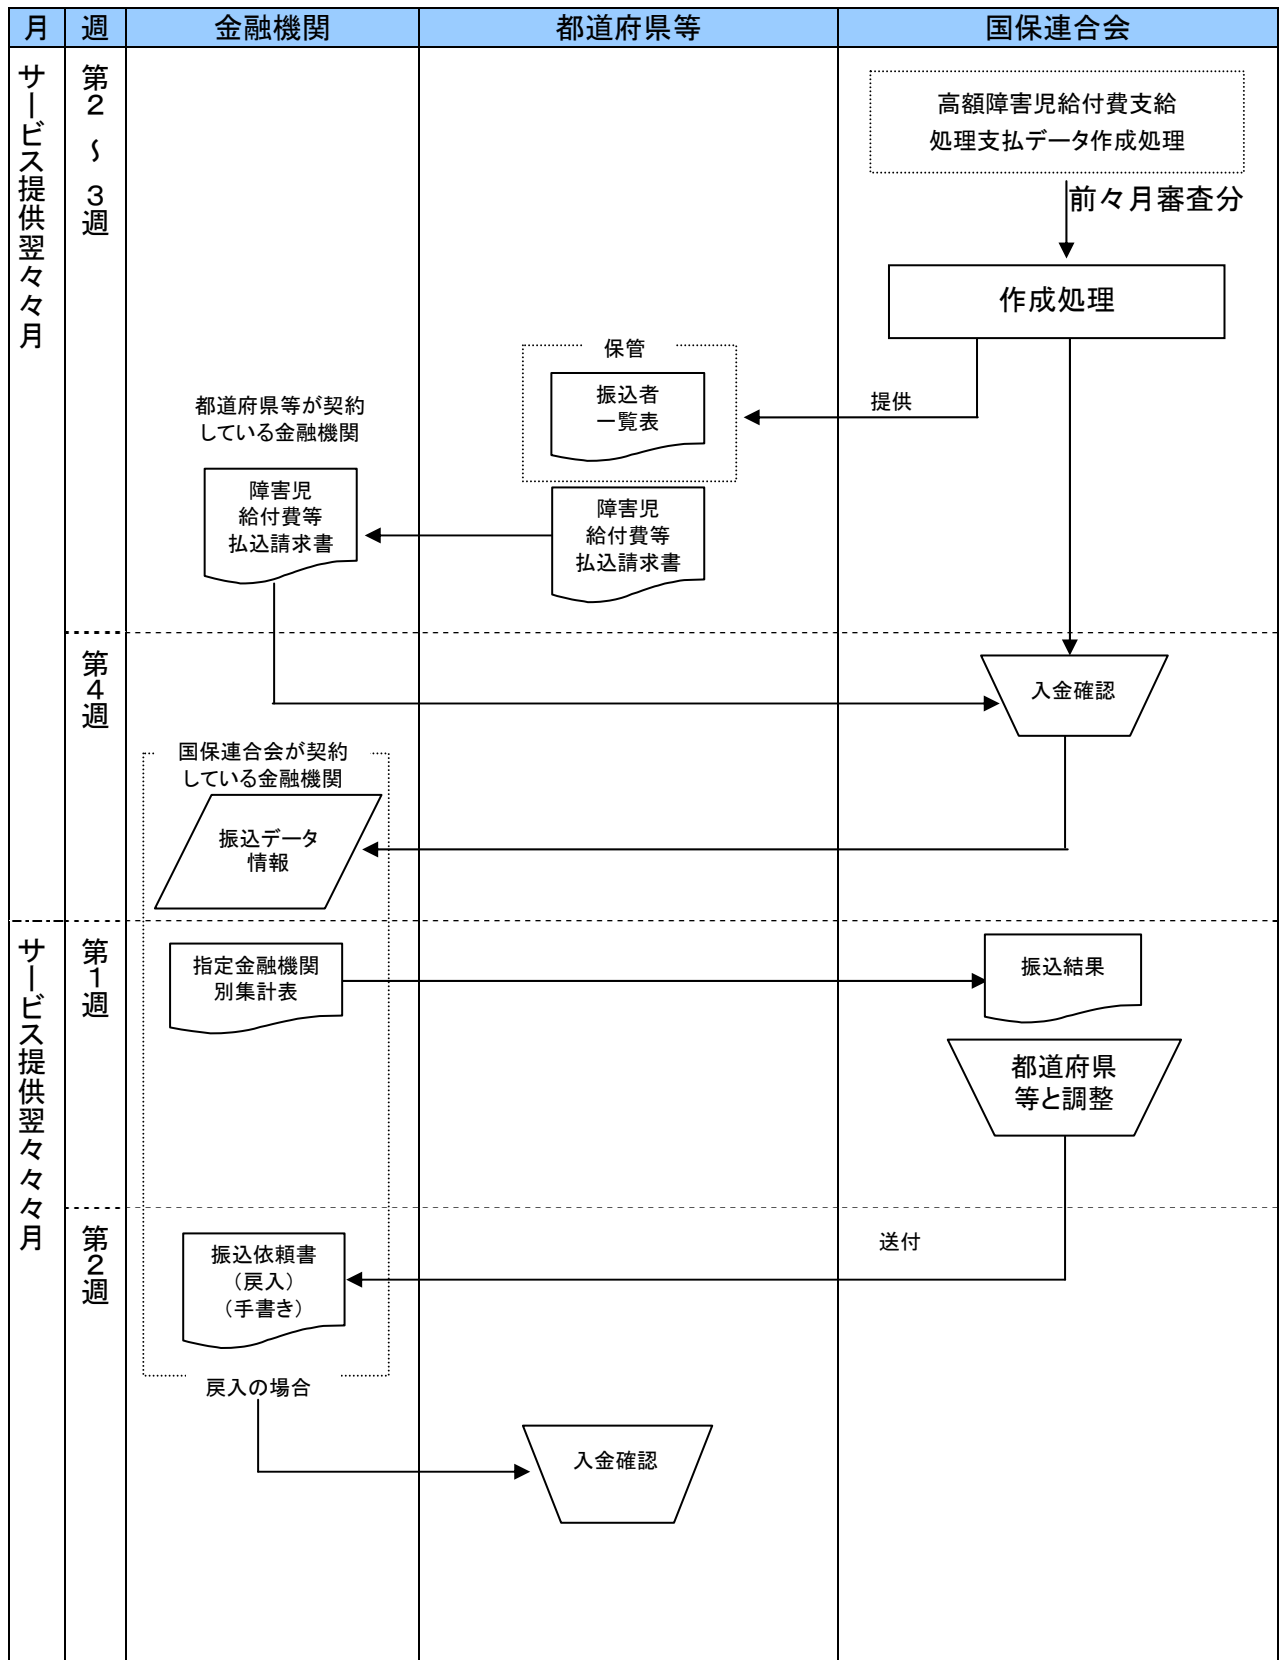 月
週
金融機関
都道府県等
国保連合会
サービス提供翌々月
第2～3週
高額障害児給付費支給
処理支払データ作成処理
前々月審査分
作成処理
保管
振込者
一覧表
提供
都道府県等が契約
している金融機関
障害児
給付費等
払込請求書
障害児
給付費等
払込請求書
第4週
入金確認
国保連合会が契約
している金融機関
振込データ
情報
サービス提供翌々々月
第1週
指定金融機関
別集計表
振込結果
都道府県
等と調整
第2週
送付
振込依頼書
（戻入）
（手書き）
戻入の場合
入金確認